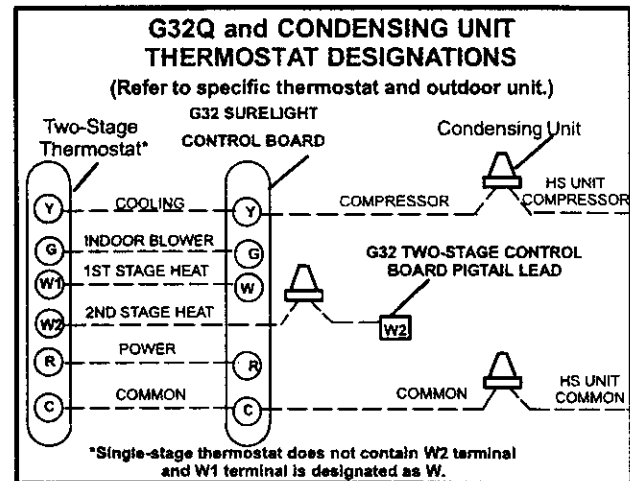 G32Q and CONDENSING UNIT
THERMOSTAT DESIGNATIONS
(Refer to specific thermostat and outdoor unit.)
Two-Stage
Thermostat*
G32 SURELIGHT
CONTROL BOARD
Condensing Unit
Y COOLING Y COMPRESSOR
HS UNIT
COMPRESSOR
G INDOOR BLOWER G
W1 1ST STAGE HEAT W
G32 TWO-STAGE CONTROL
BOARD PIGTAIL LEAD
W2 2ND STAGE HEAT W2
R POWER R
C COMMON C COMMON
HS UNIT
COMMON
*Single-stage thermostat does not contain W2 terminal
and W1 terminal is designated as W.